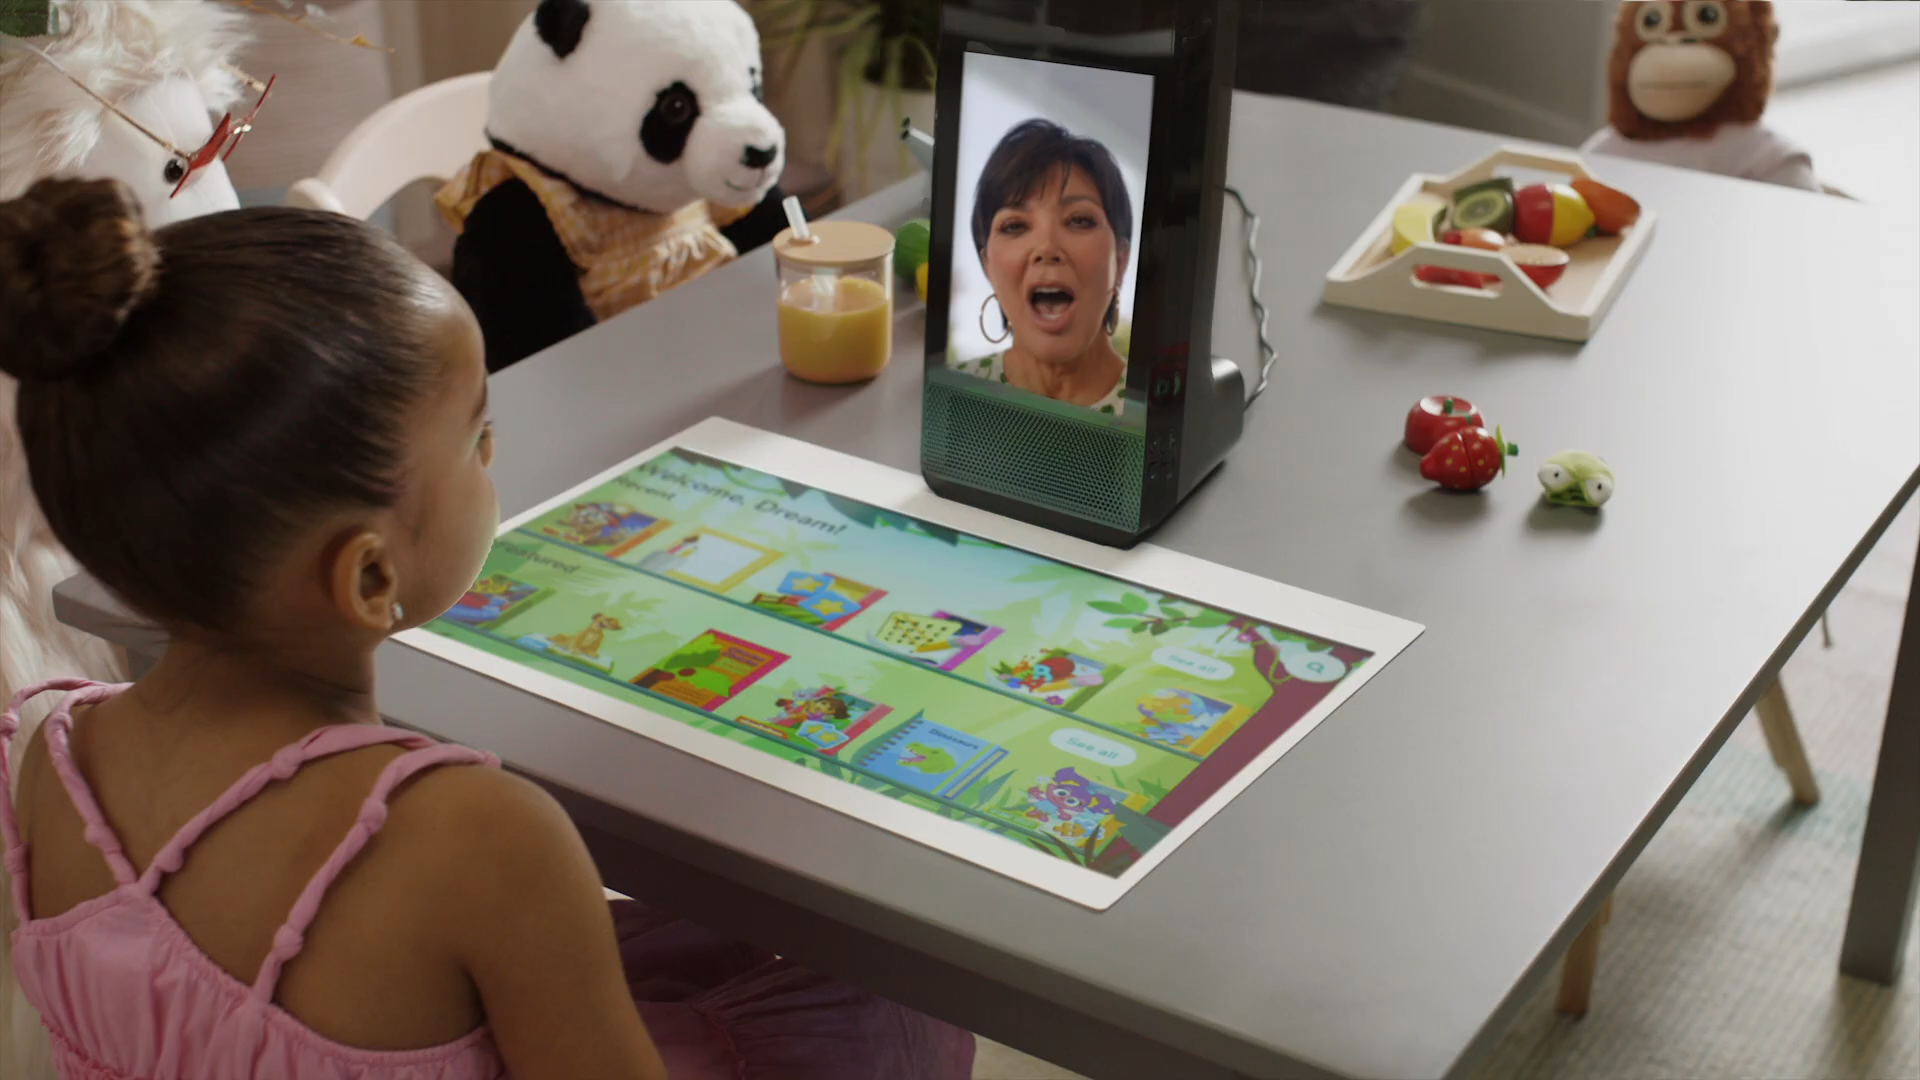 Welcome, Dream!
Recent
Featured
See all
See all
Dinosaurs